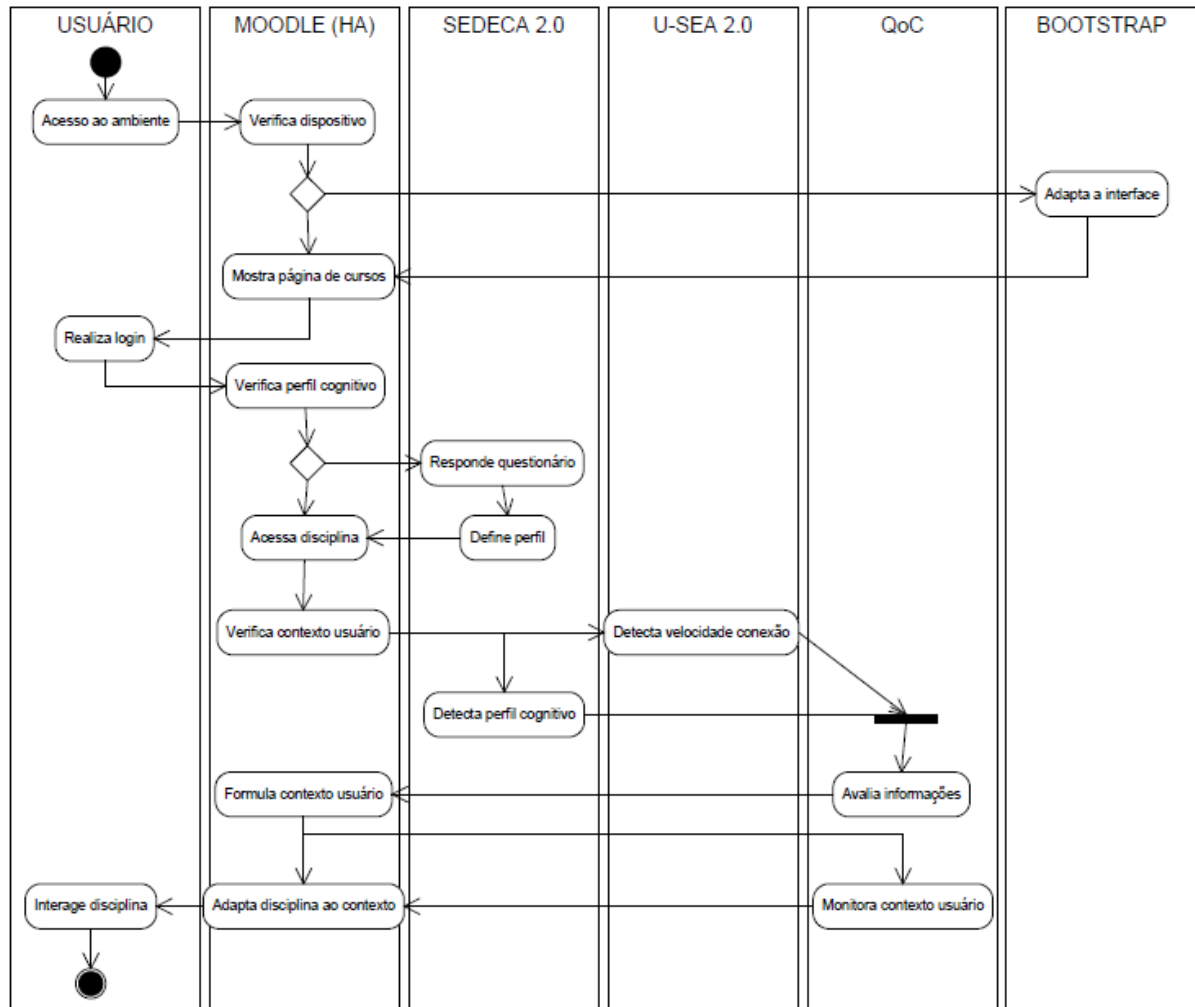 USUÁRIO
MOODLE (HA)
SEDECA 2.0
U-SEA 2.0
QoC
BOOTSTRAP
Acesso ao ambiente
Verifica dispositivo
Adapta a interface
Mostra página de cursos
Realiza login
Verifica perfil cognitivo
Responde questionário
Acessa disciplina
Define perfil
Verifica contexto usuário
Detecta velocidade conexão
Detecta perfil cognitivo
Formula contexto usuário
Avalia informações
Interage disciplina
Adapta disciplina ao contexto
Monitora contexto usuário